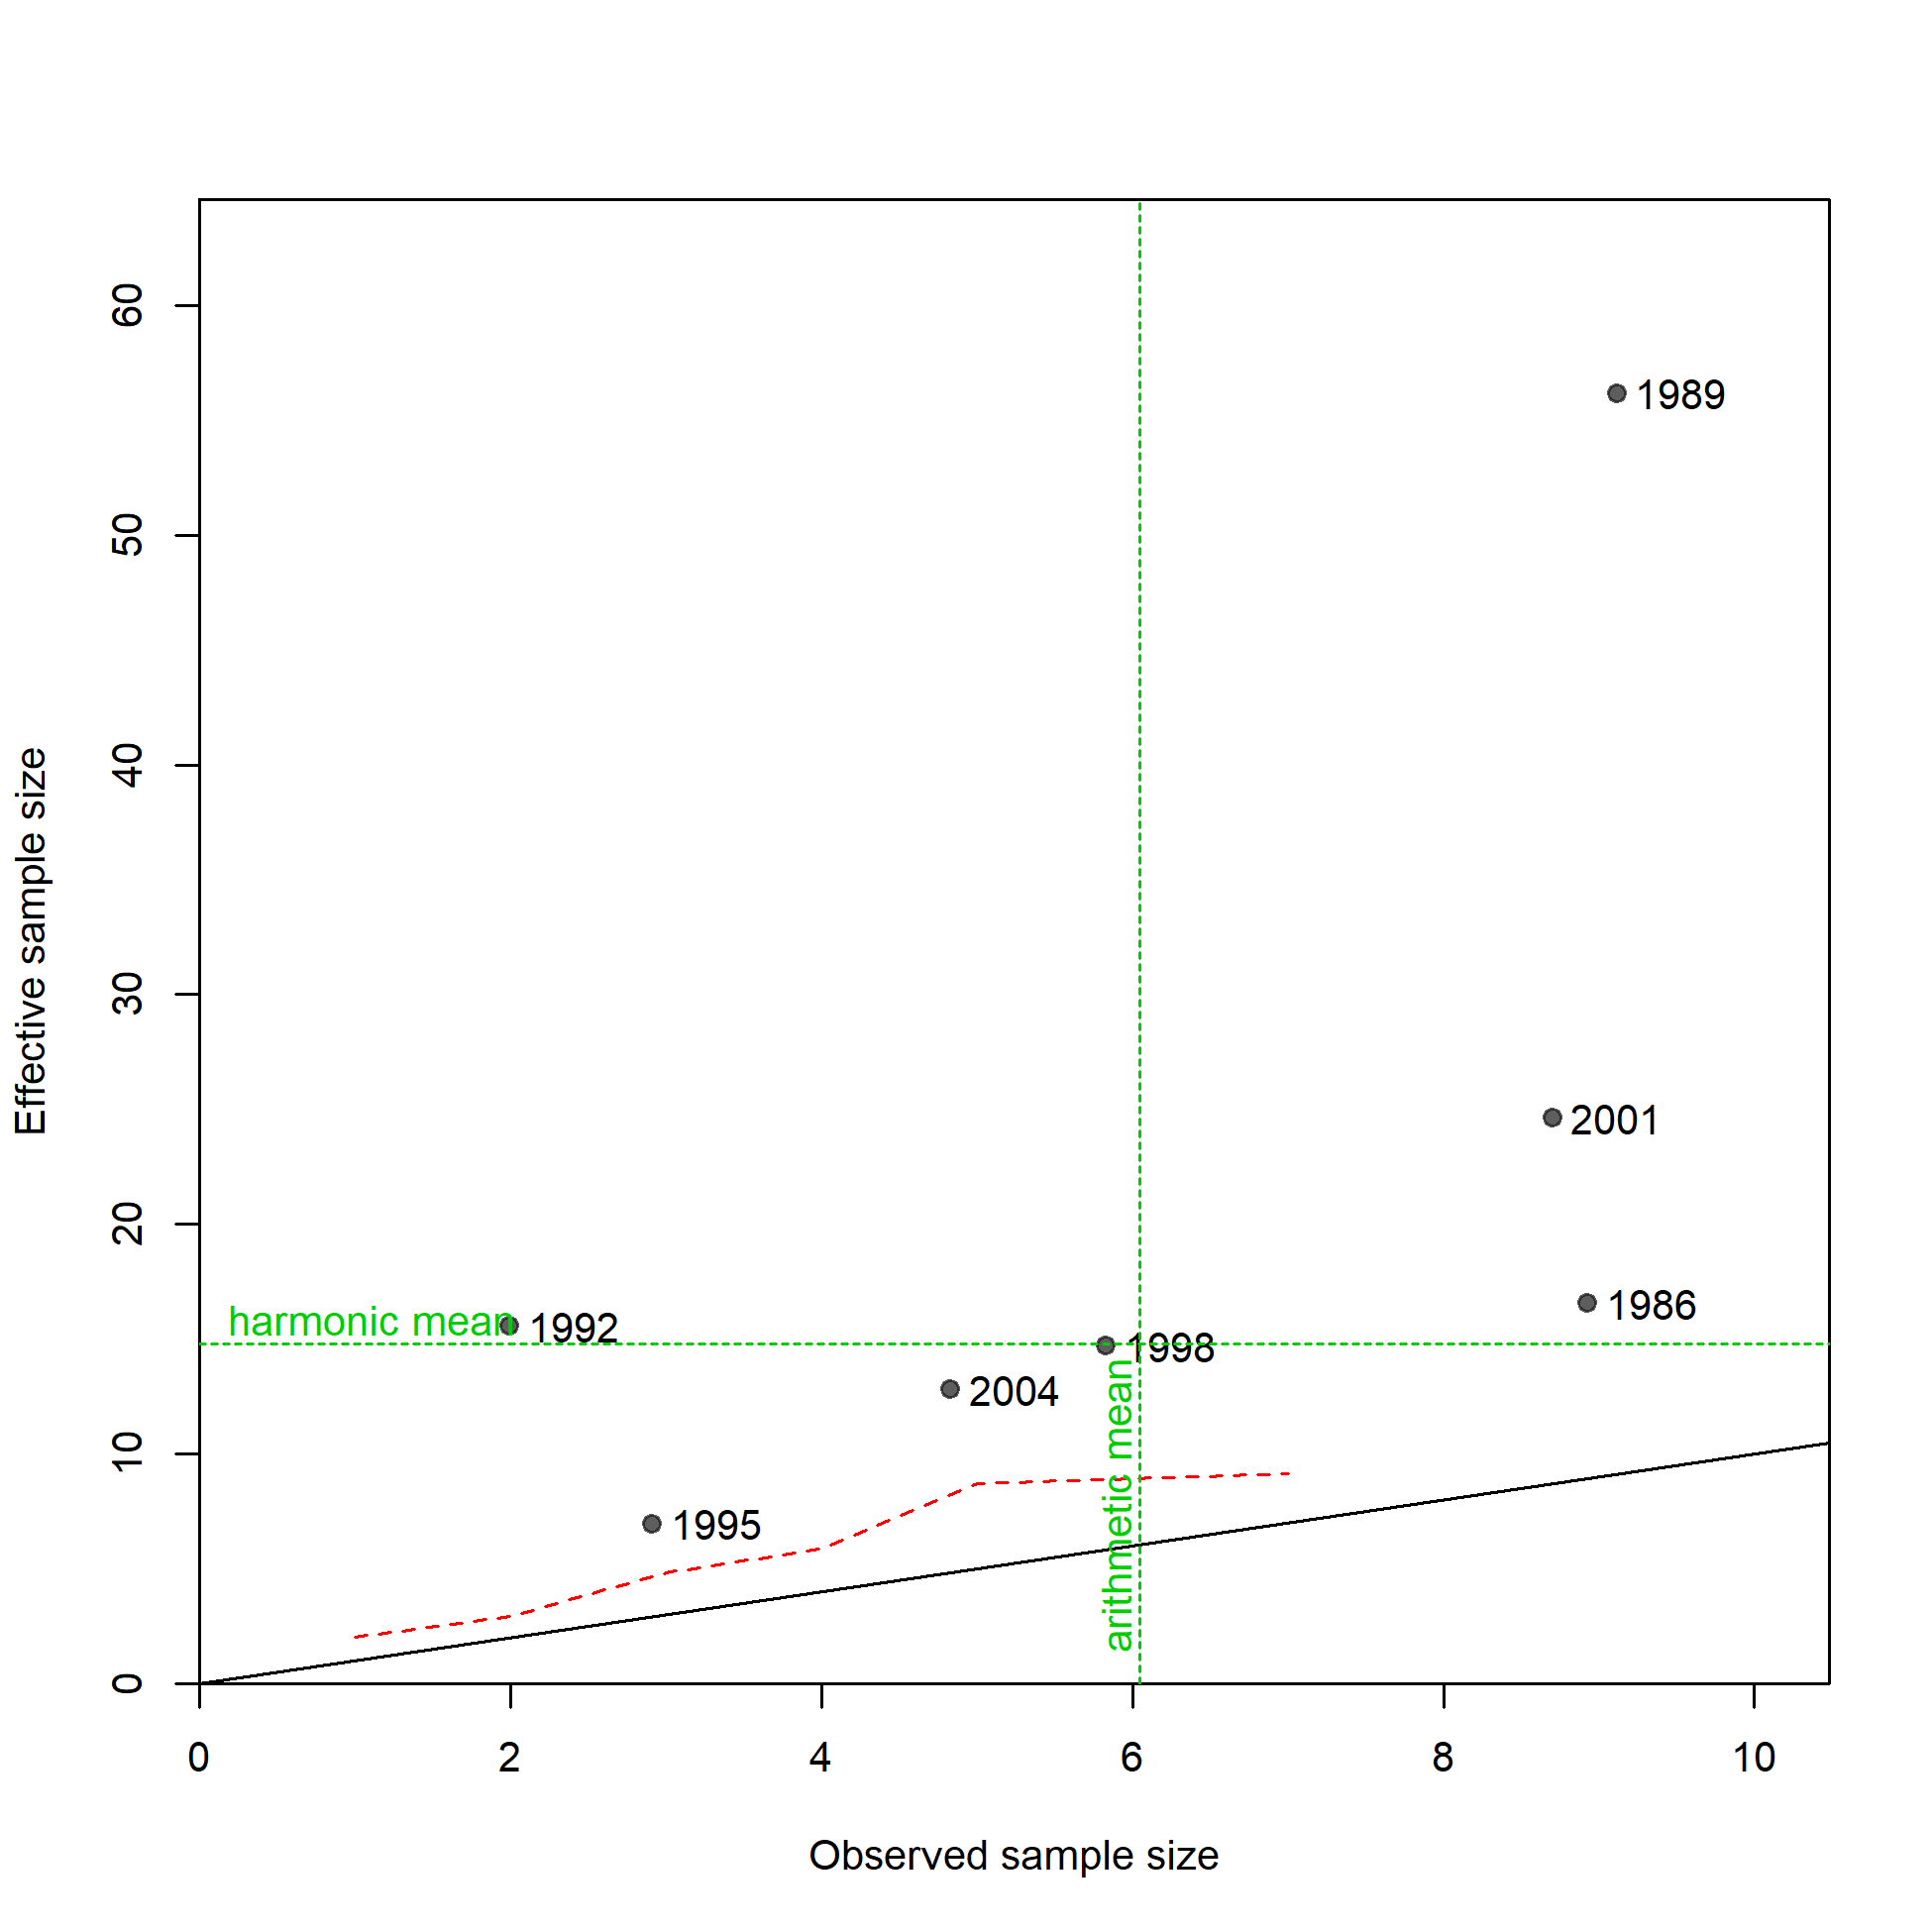 60
50
40
30
20
10
0
Effective sample size
1989
2001
1986
harmonic mean
1992
1998
2004
arithmetic mean
1995
0 2 4 6 8 10
Observed sample size